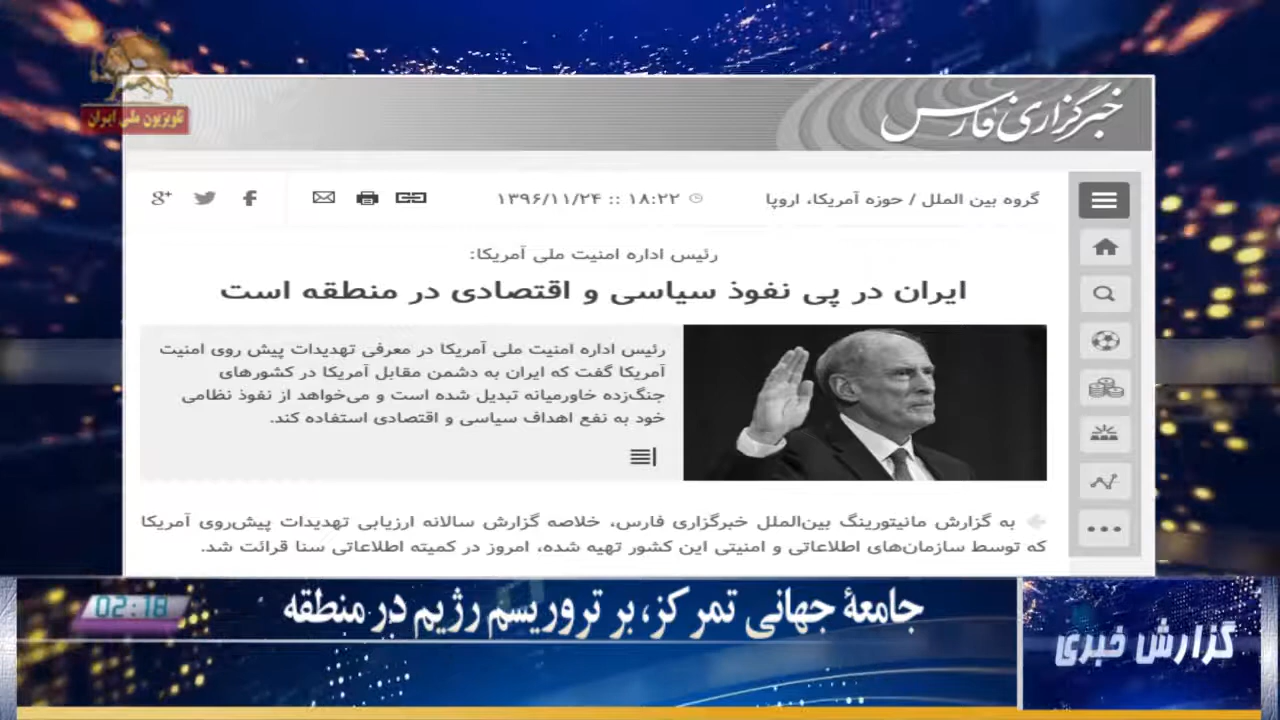 تلویزیون ملی ایران
خبرگزاری فارس
گروه بین الملل / حوزه آمریکا، اروپا
۱۳۹۶/۱۱/۲۴ :: ۱۸:۲۲
g+
رئیس اداره امنیت ملی آمریکا:
ایران در پی نفوذ سیاسی و اقتصادی در منطقه است
رئیس اداره امنیت ملی آمریکا در معرفی تهدیدات پیش روی امنیت
آمریکا گفت که ایران به دشمن مقابل آمریکا در کشورهای
جنگ‌زده خاورمیانه تبدیل شده است و می‌خواهد از نفوذ نظامی
خود به نفع اهداف سیاسی و اقتصادی استفاده کند.
به گزارش مانیتورینگ بین‌الملل خبرگزاری فارس، خلاصه گزارش سالانه ارزیابی تهدیدات پیش‌روی آمریکا
که توسط سازمان‌های اطلاعاتی و امنیتی این کشور تهیه شده، امروز در کمیته اطلاعاتی سنا قرائت شد.
جامعهٔ جهانی تمرکز، بر تروریسم رژیم در منطقه
02:18
گزارش خبری